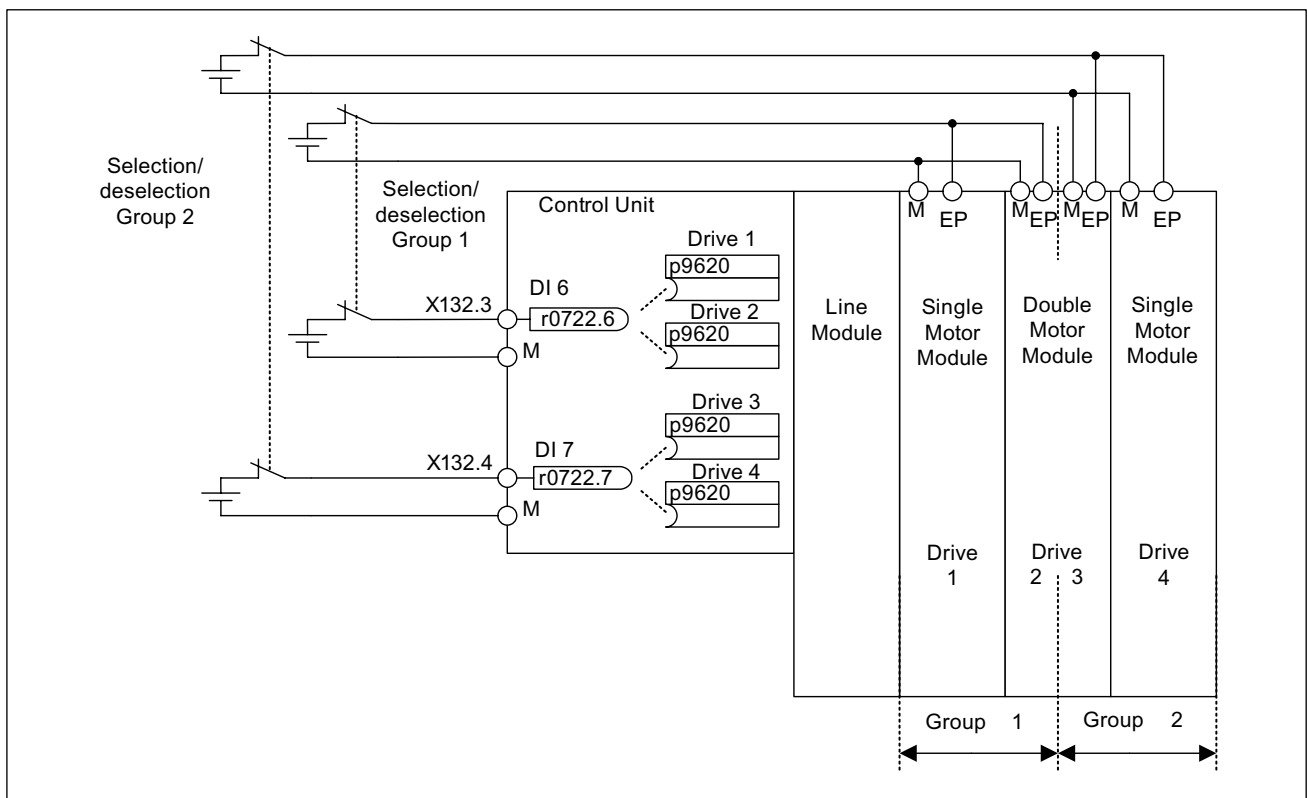 Selection/
deselection
Group 2
Selection/
deselection
Group 1
M
EP
M
EP
M
EP
M
EP
Control Unit
Drive 1
p9620
Drive 2
p9620
X132.3
DI 6
r0722.6
M
Drive 3
p9620
Drive 4
p9620
X132.4
DI 7
r0722.7
M
Line
Module
Single
Motor
Module
Double
Motor
Module
Single
Motor
Module
Drive
1
Drive
2 3
Drive
4
Group 1
Group 2